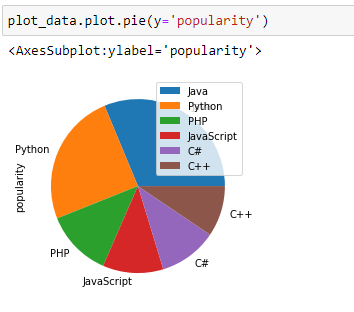 plot_data.plot.pie(y='popularity')
<AxesSubplot:ylabel='popularity'>
Java
Python
PHP
JavaScript
C#
C++
Python
popularity
C++
PHP
C#
JavaScript